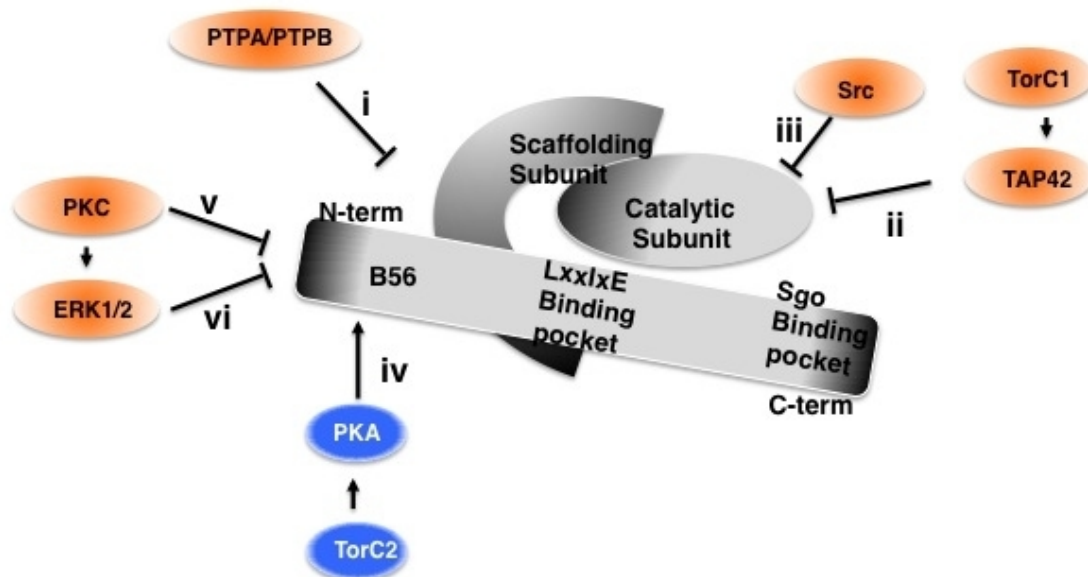 PTPA/PTPB
i
Src
TorC1
iii
Scaffolding
Subunit
TAP42
PKC
v
N-term
Catalytic
Subunit
ii
B56
LxxIxE
Binding
pocket
Sgo
Binding
pocket
ERK1/2
vi
iv
C-term
PKA
TorC2